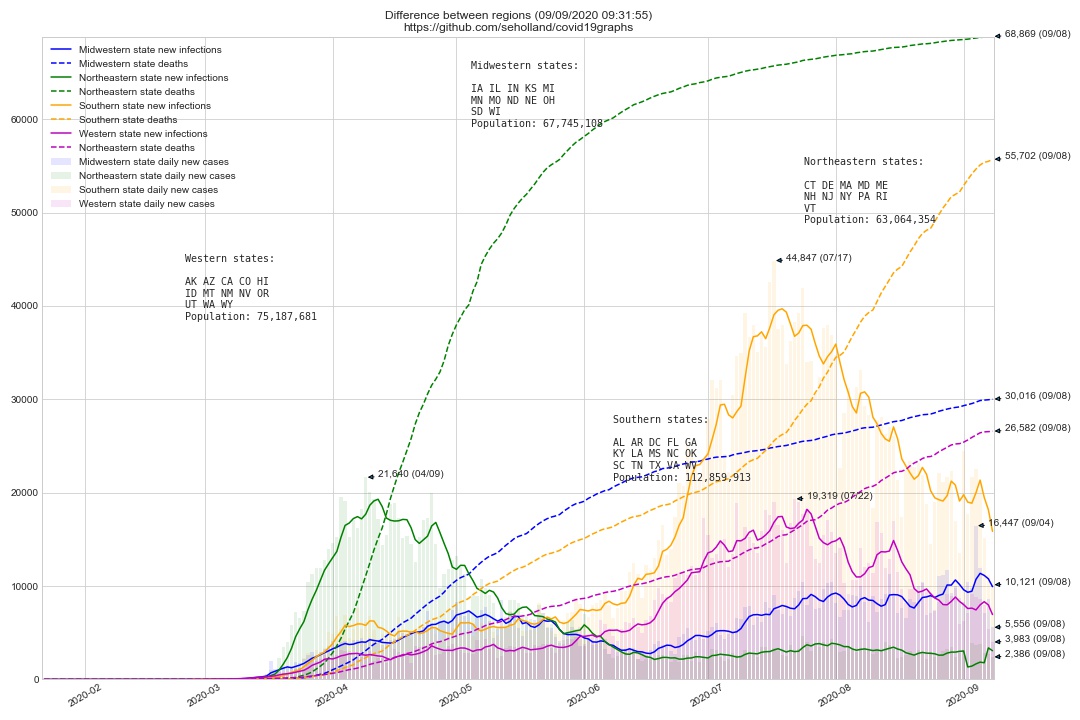 Difference between regions (09/09/2020 09:31:55)
https://github.com/seholland/covid19graphs
Midwestern state new infections
Midwestern state deaths
Northeastern state new infections
Northeastern state deaths
Southern state new infections
Southern state deaths
Western state new infections
Northeastern state deaths
Midwestern state daily new cases
Northeastern state daily new cases
Southern state daily new cases
Western state daily new cases
Midwestern states:
IA IL IN KS MI
MN MO ND NE OH
SD WI
Population: 67,745,108
Northeastern states:
CT DE MA MD ME
NH NJ NY PA RI
VT
Population: 63,064,354
Western states:
AK AZ CA CO HI
ID MT NM NV OR
UT WA WY
Population: 75,187,681
Southern states:
AL AR DC FL GA
KY LA MS NC OK
SC TN TX VA WV
Population: 112,859,913
68,869 (09/08)
55,702 (09/08)
44,847 (07/17)
30,016 (09/08)
26,582 (09/08)
21,640 (04/09)
19,319 (07/22)
16,447 (09/04)
10,121 (09/08)
5,556 (09/08)
3,983 (09/08)
2,386 (09/08)
60000
50000
40000
30000
20000
10000
0
2020-02
2020-03
2020-04
2020-05
2020-06
2020-07
2020-08
2020-09